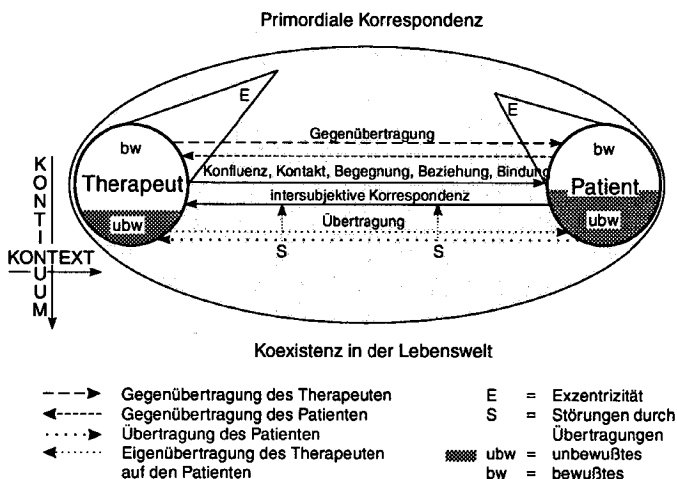 Primordiale Korrespondenz
E
E
bw
Gegenübertragung
bw
Konfluenz, Kontakt, Begegnung, Beziehung, Bindung
Therapeut
Patient
intersubjektive Korrespondenz
ubw
Übertragung
ubw
S
S
KONTINUUM
KONTEXT
Koexistenz in der Lebenswelt
Gegenübertragung des Therapeuten
Gegenübertragung des Patienten
Übertragung des Patienten
Eigenübertragung des Therapeuten
auf den Patienten
E = Exzentrizität
S = Störungen durch
Übertragungen
ubw = unbewußtes
bw = bewußtes